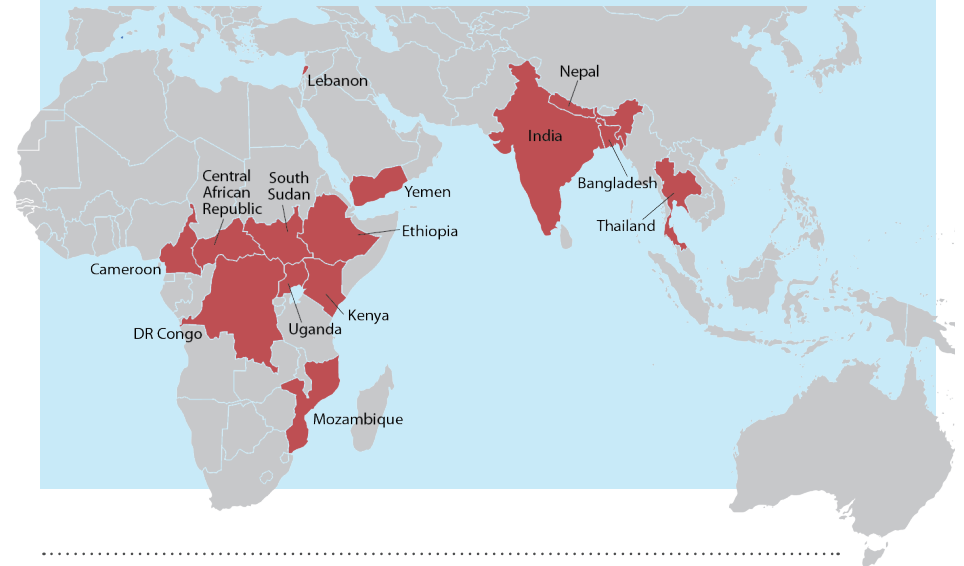 Lebanon
Nepal
India
Central
African
Republic
South
Sudan
Bangladesh
Yemen
Thailand
Ethiopia
Cameroon
Kenya
Uganda
DR Congo
Mozambique